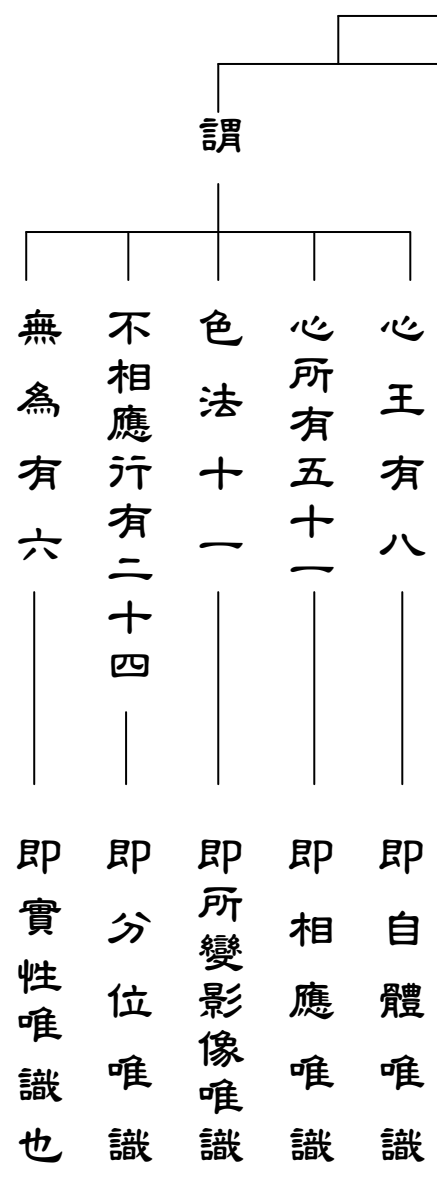 謂
心王有八
即自體唯識
心所有五十一
即相應唯識
色法十一
即所變影像唯識
不相應行有二十四
即分位唯識
無為有六
即實性唯識也